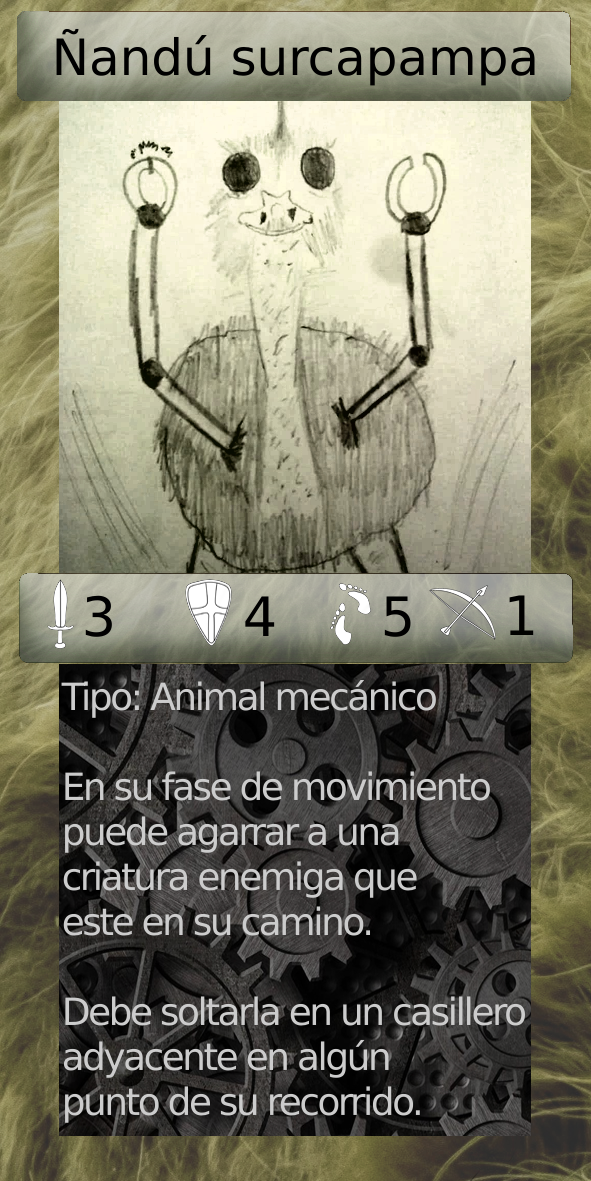 Ñandú surcapampa
3 4 5 1
Tipo: Animal mecánico
En su fase de movimiento
puede agarrar a una
criatura enemiga que
este en su camino.
Debe soltarla en un casillero
adyacente en algún
punto de su recorrido.